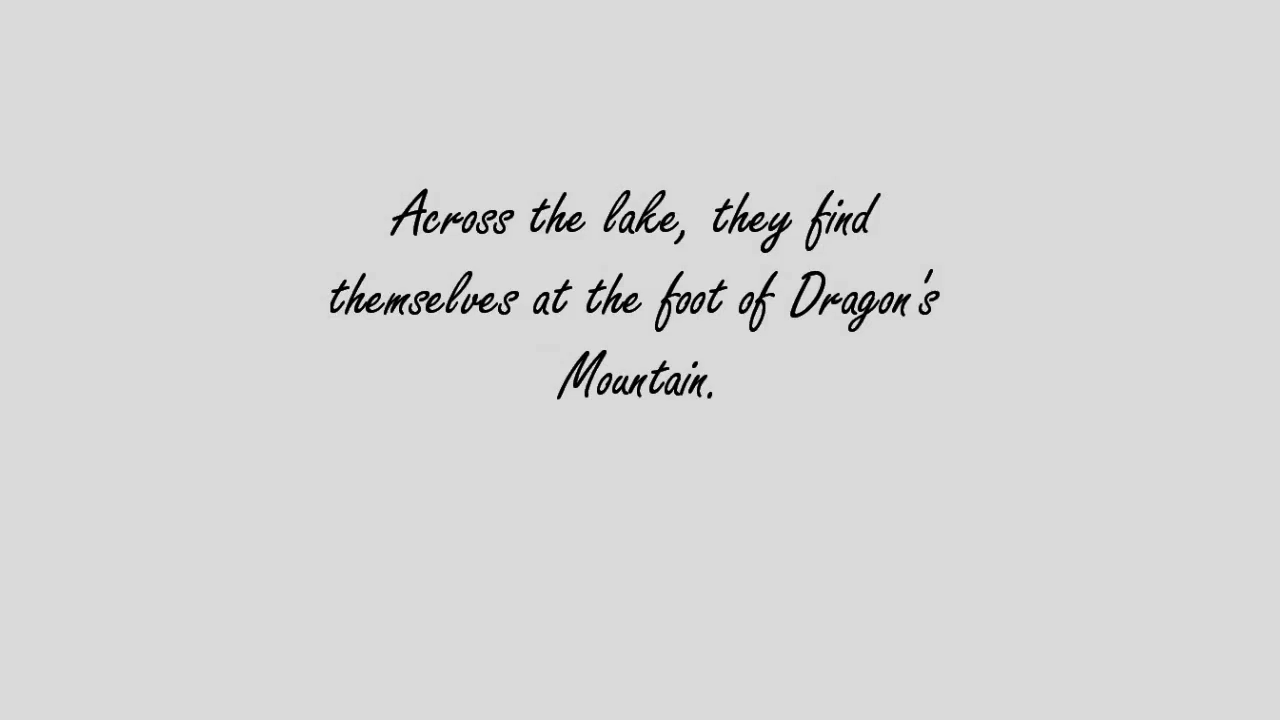 Across the lake, they find
themselves at the foot of Dragon's
Mountain.